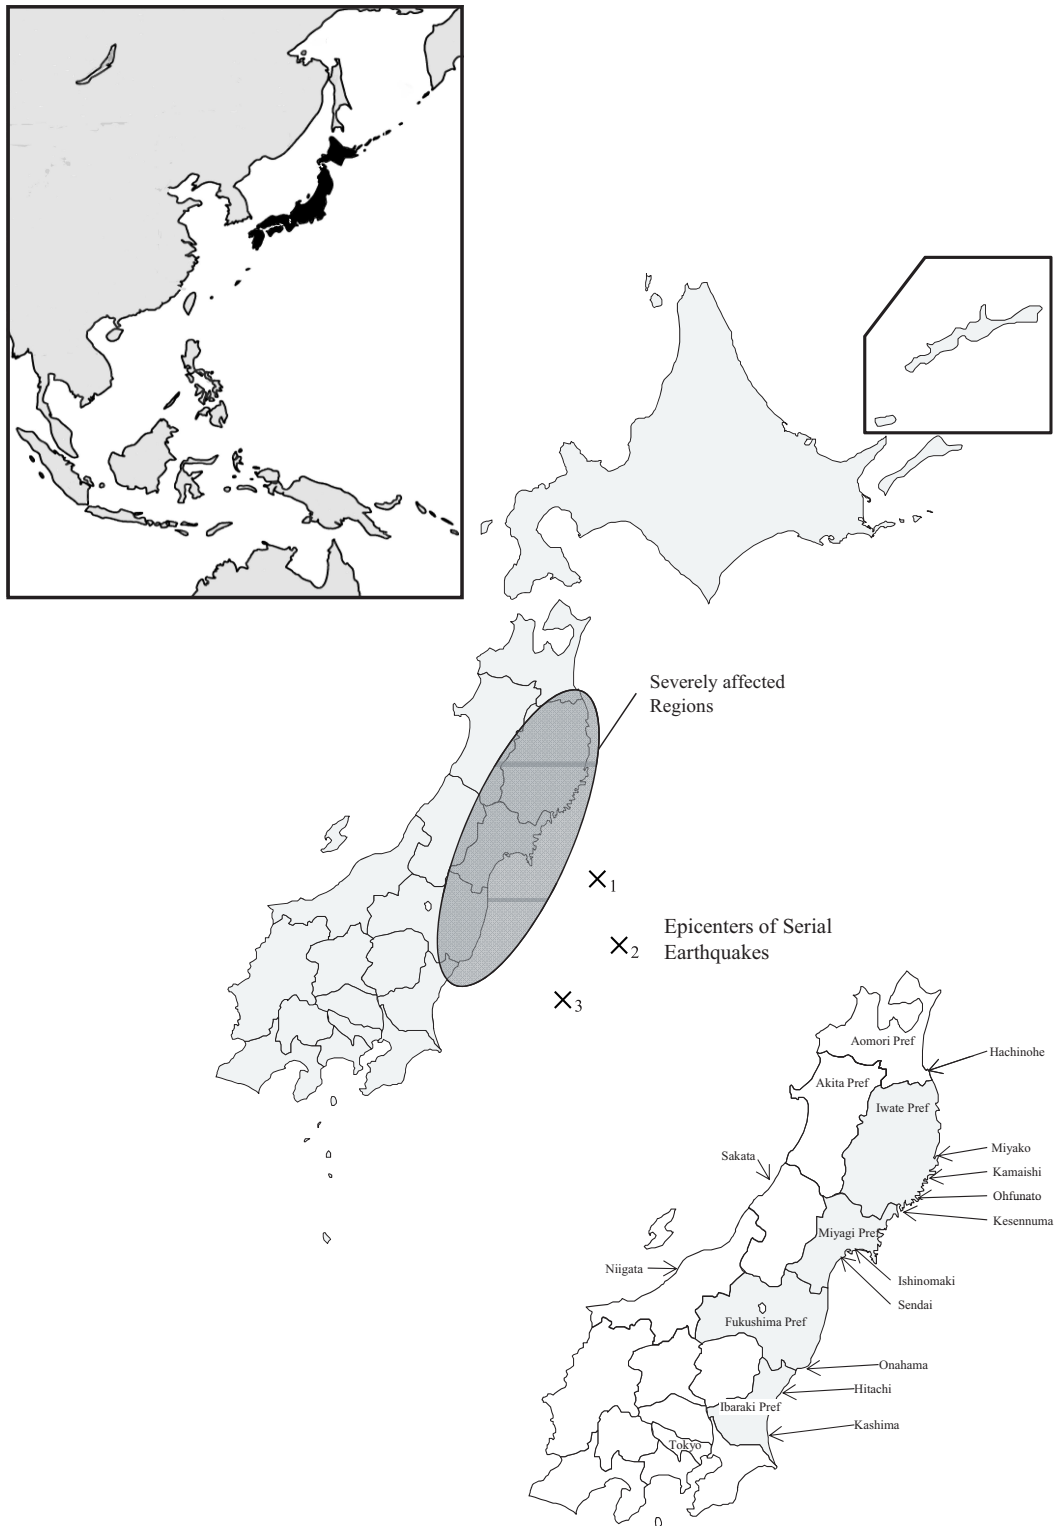 Severely affected
Regions
1
2
Epicenters of Serial
Earthquakes
3
Aomori Pref
Hachinohe
Akita Pref
Iwate Pref
Miyako
Sakata
Kamaishi
Ohfunato
Kesennuma
Miyagi Pref
Niigata
Ishinomaki
Sendai
Fukushima Pref
Onahama
Hitachi
Ibaraki Pref
Kashima
Tokyo